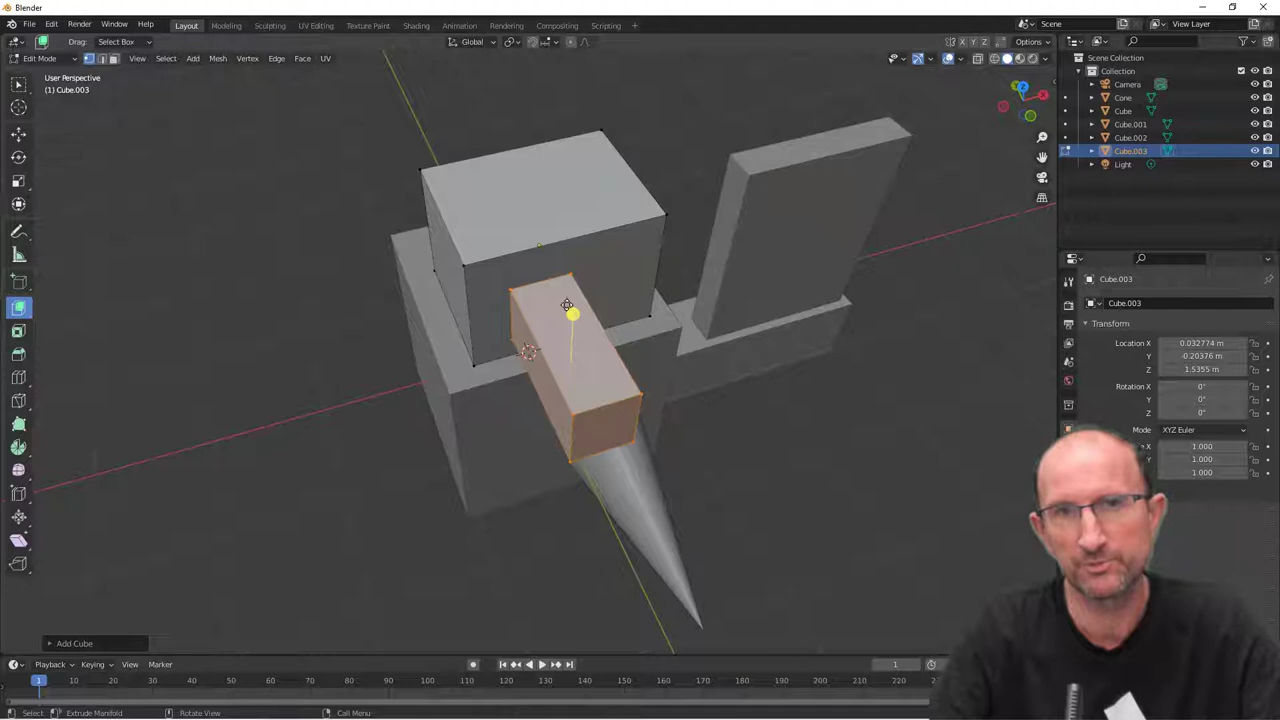 Blender
File Edit Render Window Help Layout Modeling Sculpting UV Editing Texture Paint Shading Animation Rendering Compositing Scripting + Scene View Layer
Drag: Select Box Global X Y Z Options
Edit Mode View Select Add Mesh Vertex Edge Face UV
User Perspective
(1) Cube.003
Scene Collection
Collection
Camera
Cone
Cube
Cube.001
Cube.002
Cube.003
Light
Cube.003
Cube.003
Transform
Location X 0.032774 m
Y -0.20376 m
Z 1.5355 m
Rotation X 0°
Y 0°
Z 0°
Mode XYZ Euler
X 1.000
Y 1.000
Z 1.000
Add Cube
Playback Keying View Marker 1
1 10 20 30 40 50 60 70 80 90 100 110 120 130 140 150 160 170 180 190 200 210 220
Select Extrude Manifold Rotate View Call Menu